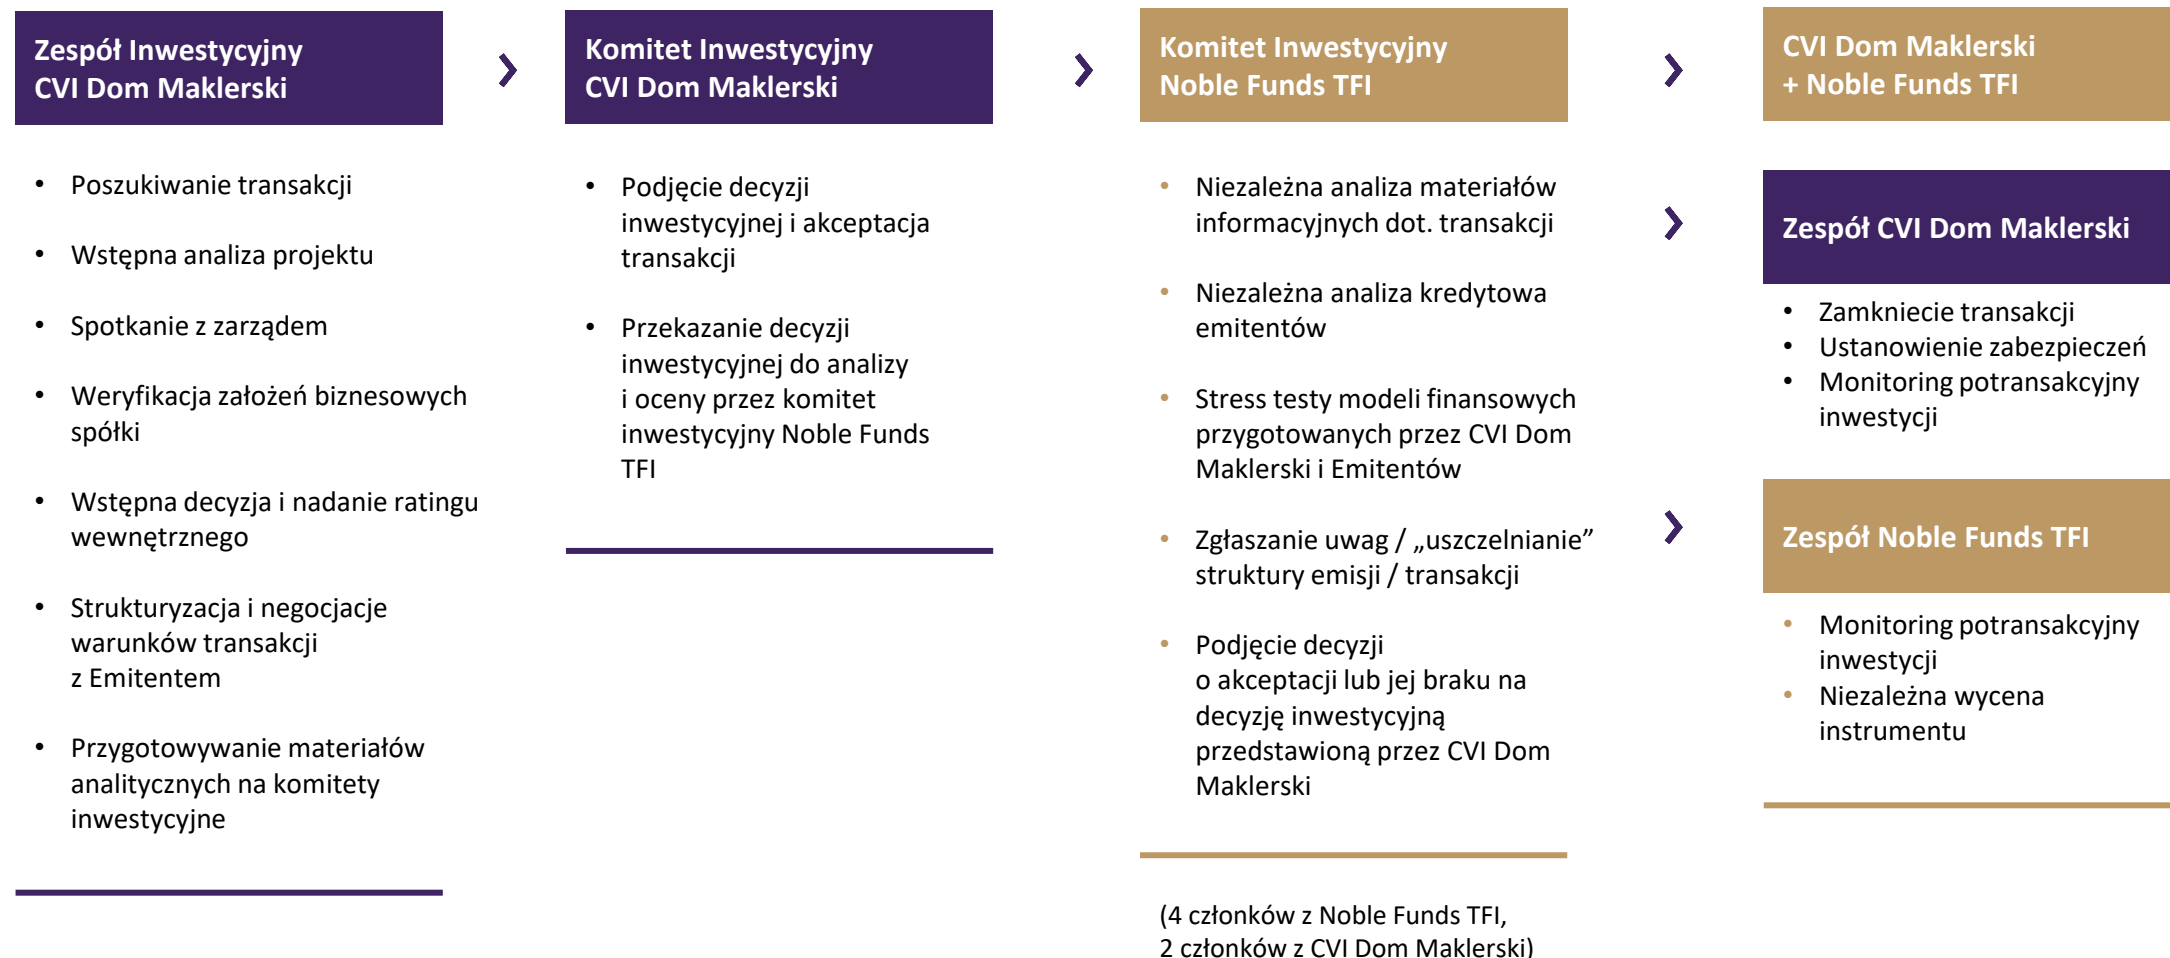 Zespół Inwestycyjny
CVI Dom Maklerski
• Poszukiwanie transakcji
• Wstępna analiza projektu
• Spotkanie z zarządem
• Weryfikacja założeń biznesowych
spółki
• Wstępna decyzja i nadanie ratingu
wewnętrznego
• Strukturyzacja i negocjacje
warunków transakcji
z Emitentem
• Przygotowywanie materiałów
analitycznych na komitety
inwestycyjne
Komitet Inwestycyjny
CVI Dom Maklerski
• Podjęcie decyzji
inwestycyjnej i akceptacja
transakcji
• Przekazanie decyzji
inwestycyjnej do analizy
i oceny przez komitet
inwestycyjny Noble Funds
TFI
Komitet Inwestycyjny
Noble Funds TFI
• Niezależna analiza materiałów
informacyjnych dot. transakcji
• Niezależna analiza kredytowa
emitentów
• Stress testy modeli finansowych
przygotowanych przez CVI Dom
Maklerski i Emitentów
• Zgłaszanie uwag / „uszczelnianie”
struktury emisji / transakcji
• Podjęcie decyzji
o akceptacji lub jej braku na
decyzję inwestycyjną
przedstawioną przez CVI Dom
Maklerski
(4 członków z Noble Funds TFI,
2 członków z CVI Dom Maklerski)
CVI Dom Maklerski
+ Noble Funds TFI
Zespół CVI Dom Maklerski
• Zamkniecie transakcji
• Ustanowienie zabezpieczeń
• Monitoring potransakcyjny
inwestycji
Zespół Noble Funds TFI
• Monitoring potransakcyjny
inwestycji
• Niezależna wycena
instrumentu